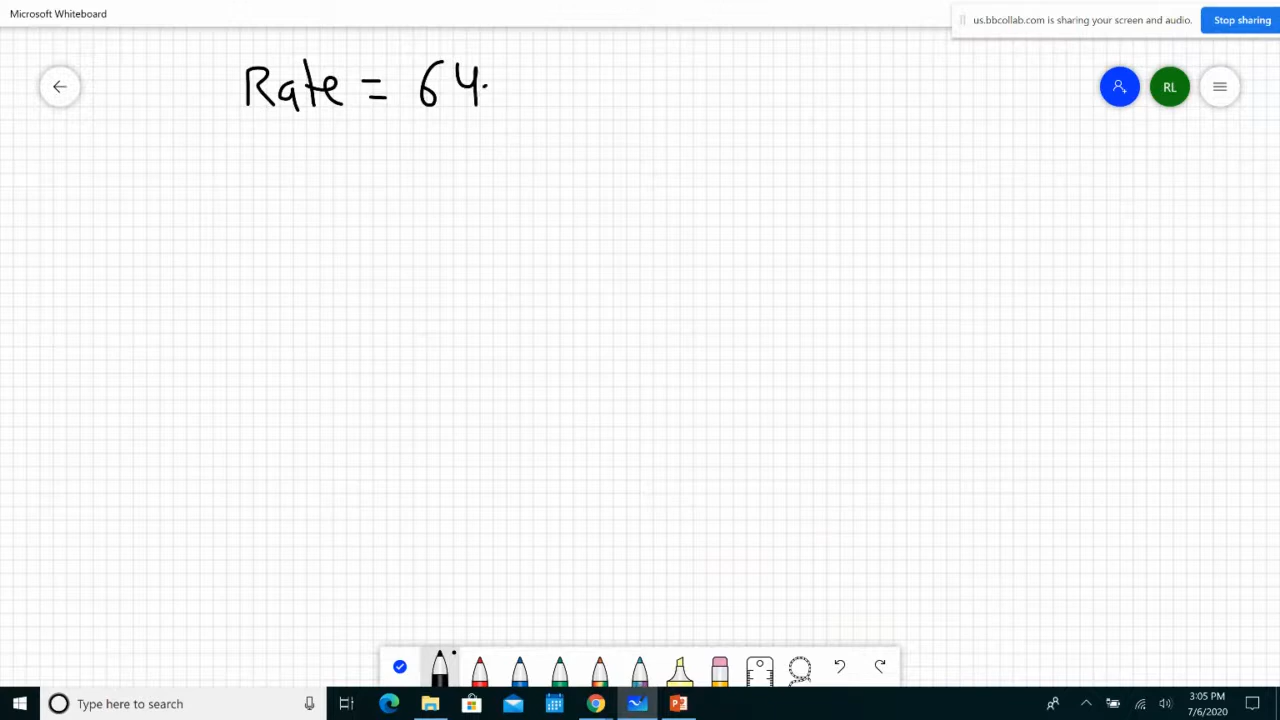 Microsoft Whiteboard
us.bbcollab.com is sharing your screen and audio. Stop sharing
Rate = 64.
RL
Type here to search
3:05 PM
7/6/2020